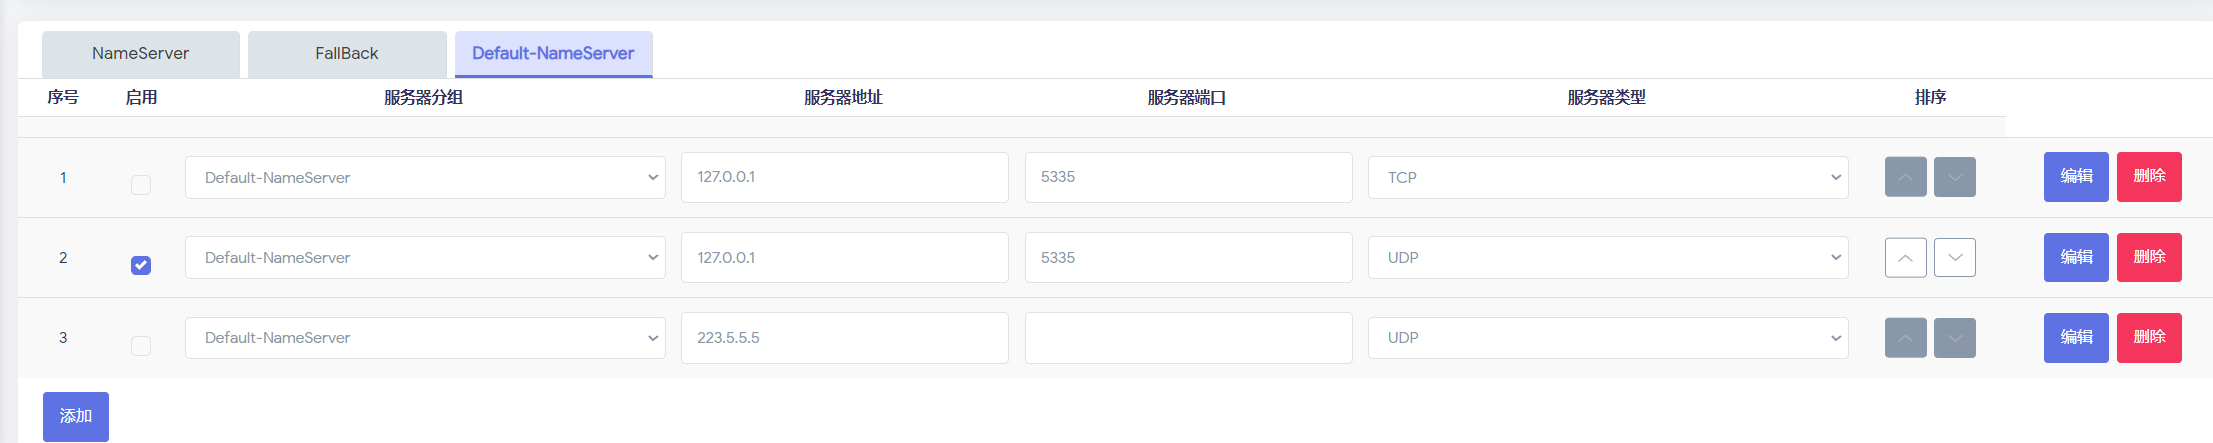 NameServer FallBack Default-NameServer
序号 启用 服务器分组 服务器地址 服务器端口 服务器类型 排序
1 Default-NameServer 127.0.0.1 5335 TCP 编辑 删除
2 Default-NameServer 127.0.0.1 5335 UDP 编辑 删除
3 Default-NameServer 223.5.5.5 UDP 编辑 删除
添加